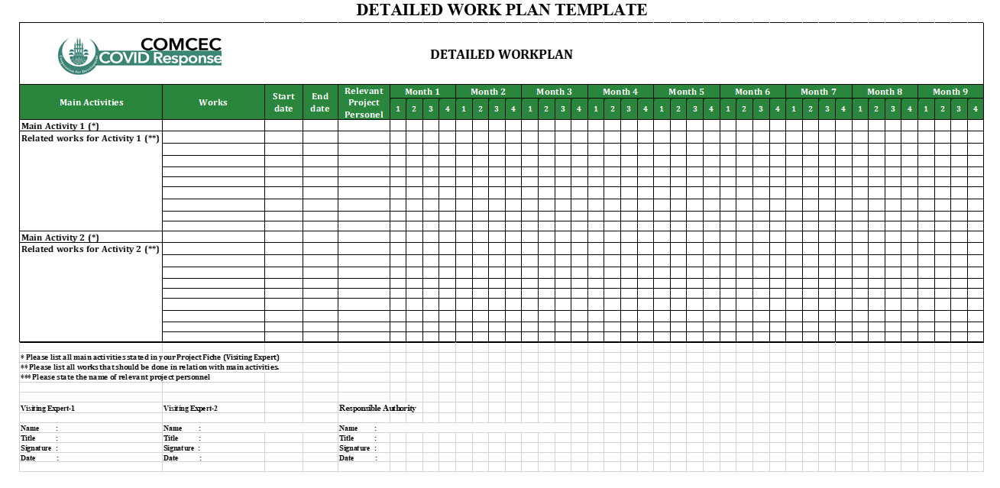 DETAILED WORK PLAN TEMPLATE
COMCEC
COVID Response
DETAILED WORKPLAN
Main Activities Works Start date End date Relevant Project Personel Month 1 Month 2 Month 3 Month 4 Month 5 Month 6 Month 7 Month 8 Month 9
1 2 3 4 1 2 3 4 1 2 3 4 1 2 3 4 1 2 3 4 1 2 3 4 1 2 3 4 1 2 3 4 1 2 3 4
Main Activity 1 (*)
Related works for Activity 1 (**)
Main Activity 2 (*)
Related works for Activity 2 (**)
* Please list all main activities stated in your Project Fiche (Visiting Expert)
** Please list all works that should be done in relation with main activities.
*** Please state the name of relevant project personnel
Visiting Expert-1 Visiting Expert-2 Responsible Authority
Name : Name : Name :
Title : Title : Title :
Signature : Signature : Signature :
Date : Date : Date :